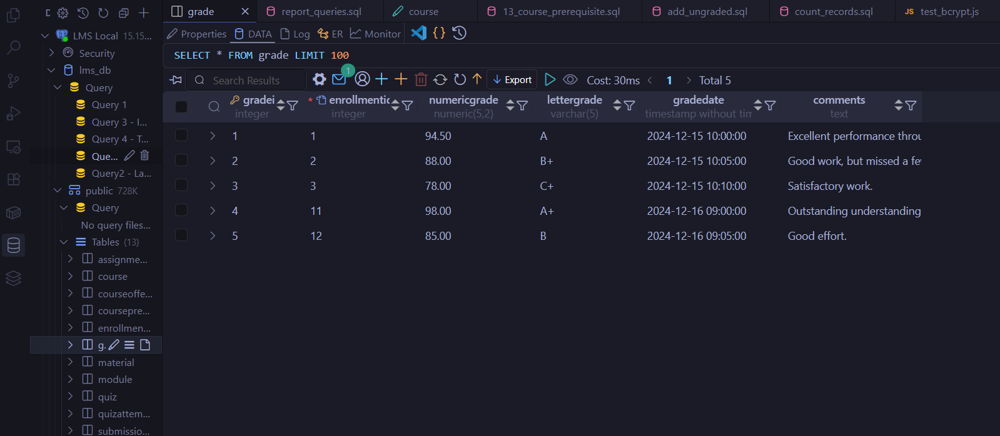 grade
report_queries.sql
course
13_course_prerequisite.sql
add_ungraded.sql
count_records.sql
JS test_bcrypt.js
LMS Local 15.15...
Security
lms_db
Query
Query 1
Query 3 - I...
Query 4 - T...
Que...
Query2 - La...
public 728K
Query
No query files...
Tables (13)
assignme...
course
courseoffe...
coursepre...
enrollmen...
g.
material
module
quiz
quizattem...
submissio...
Properties DATA Log ER Monitor
SELECT * FROM grade LIMIT 100
Search Results 1 Export Cost: 30ms 1 Total 5
gradei * enrollmentic numericgrade lettergrade gradedate comments
integer integer numeric(5,2) varchar(5) timestamp without tim text
1 1 94.50 A 2024-12-15 10:00:00 Excellent performance throu
2 2 88.00 B+ 2024-12-15 10:05:00 Good work, but missed a few
3 3 78.00 C+ 2024-12-15 10:10:00 Satisfactory work.
4 11 98.00 A+ 2024-12-16 09:00:00 Outstanding understanding
5 12 85.00 B 2024-12-16 09:05:00 Good effort.